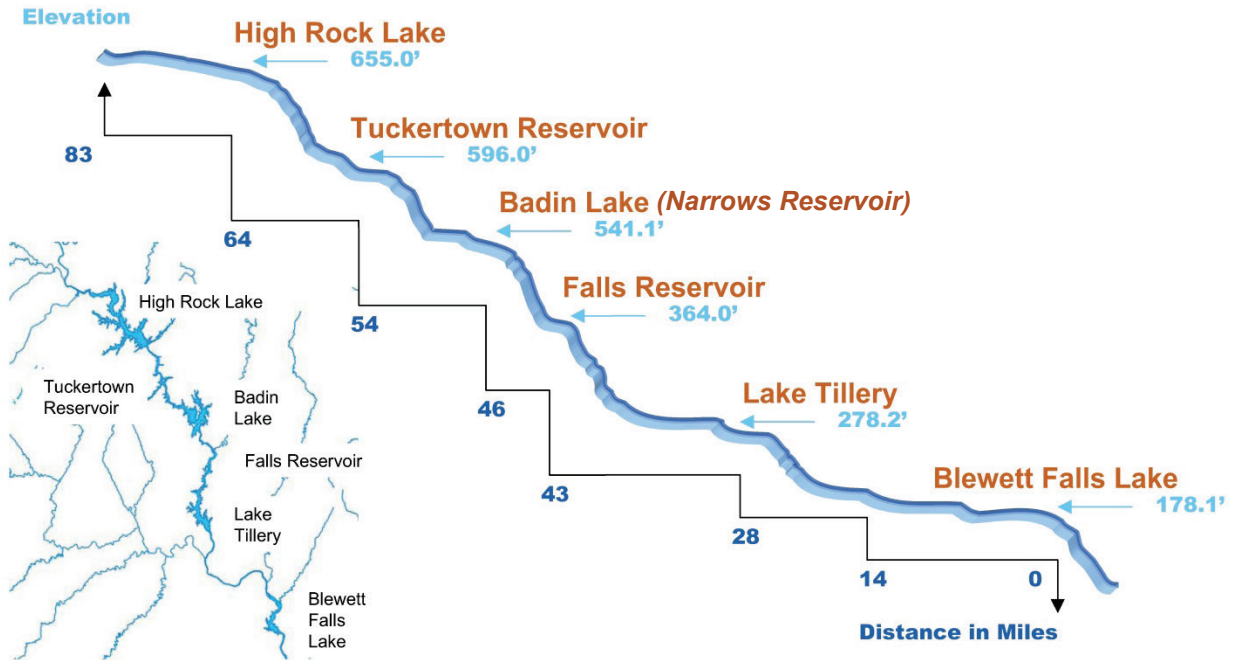 Elevation
High Rock Lake
655.0'
Tuckertown Reservoir
596.0'
Badin Lake (Narrows Reservoir)
541.1'
Falls Reservoir
364.0'
Lake Tillery
278.2'
Blewett Falls Lake
178.1'
83
64
54
46
43
28
14
0
Distance in Miles
High Rock Lake
Tuckertown
Reservoir
Badin
Lake
Falls Reservoir
Lake
Tillery
Blewett
Falls
Lake